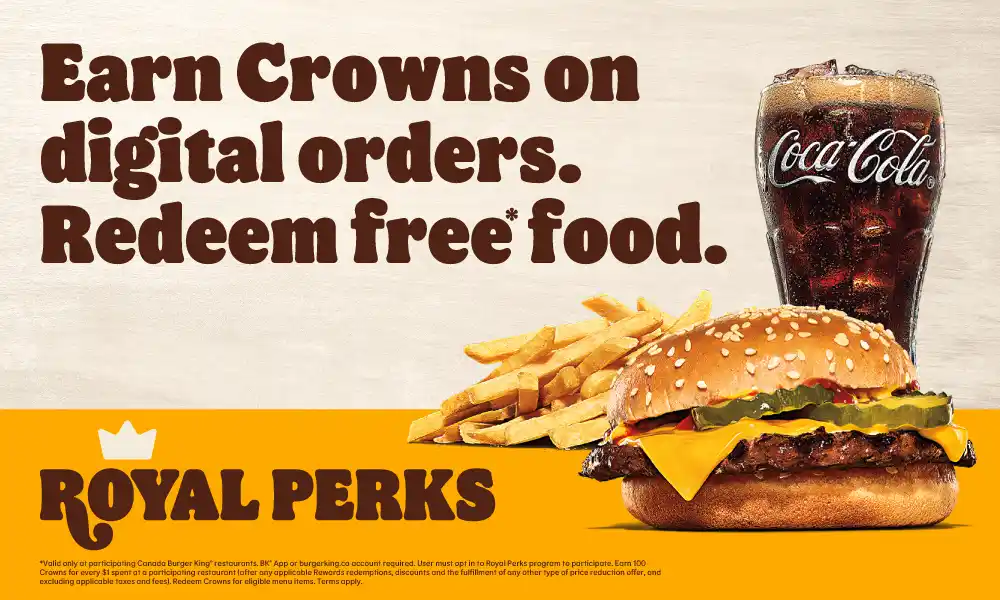 Earn Crowns on
digital orders.
Redeem free* food.
Coca-Cola®
ROYAL PERKS
*Valid only at participating Canada Burger King® restaurants. BK® App or burgerking.ca account required. User must opt in to Royal Perks program to participate. Earn 100
Crowns for every $1 spent at a participating restaurant (after any applicable Rewards redemptions, discounts and the fulfillment of any other type of price reduction offer, and
excluding applicable taxes and fees). Redeem Crowns for eligible menu items. Terms apply.